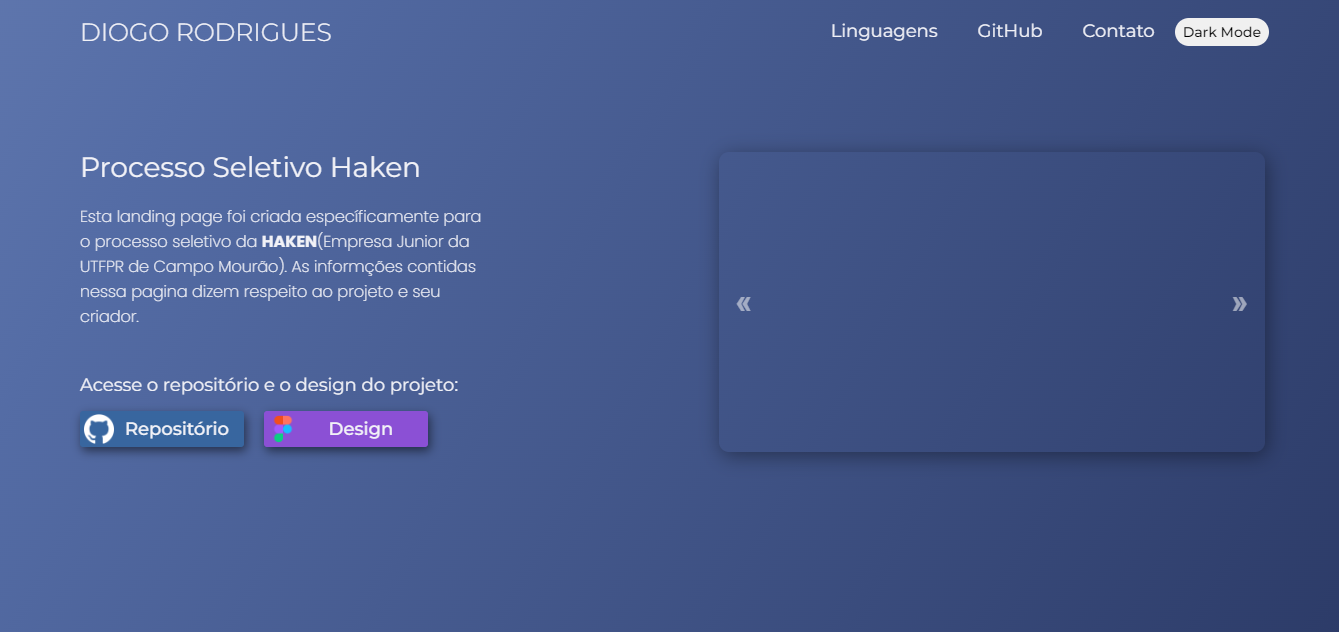 DIOGO RODRIGUES
Linguagens GitHub Contato Dark Mode
Processo Seletivo Haken
Esta landing page foi criada específicamente para
o processo seletivo da HAKEN(Empresa Junior da
UTFPR de Campo Mourão). As informções contidas
nessa pagina dizem respeito ao projeto e seu
criador.
« »
Acesse o repositório e o design do projeto:
Repositório Design